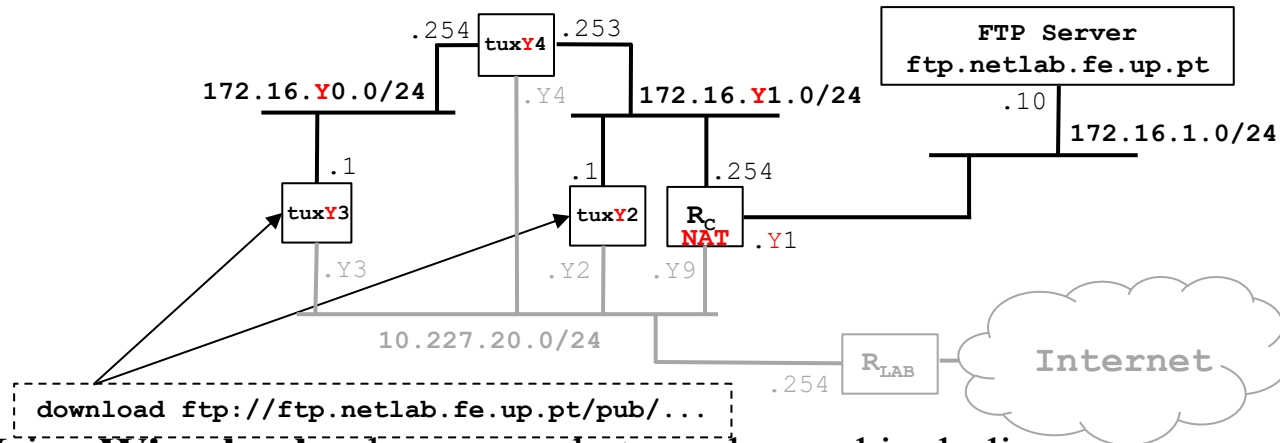 .254
tuxY4
.253
FTP Server
ftp.netlab.fe.up.pt
172.16.Y0.0/24
.Y4
172.16.Y1.0/24
.10
172.16.1.0/24
.1
.1
.254
tuxY3
tuxY2
RC
NAT
.Y1
.Y3
.Y2
.Y9
10.227.20.0/24
RLAB
Internet
.254
download ftp://ftp.netlab.fe.up.pt/pub/...